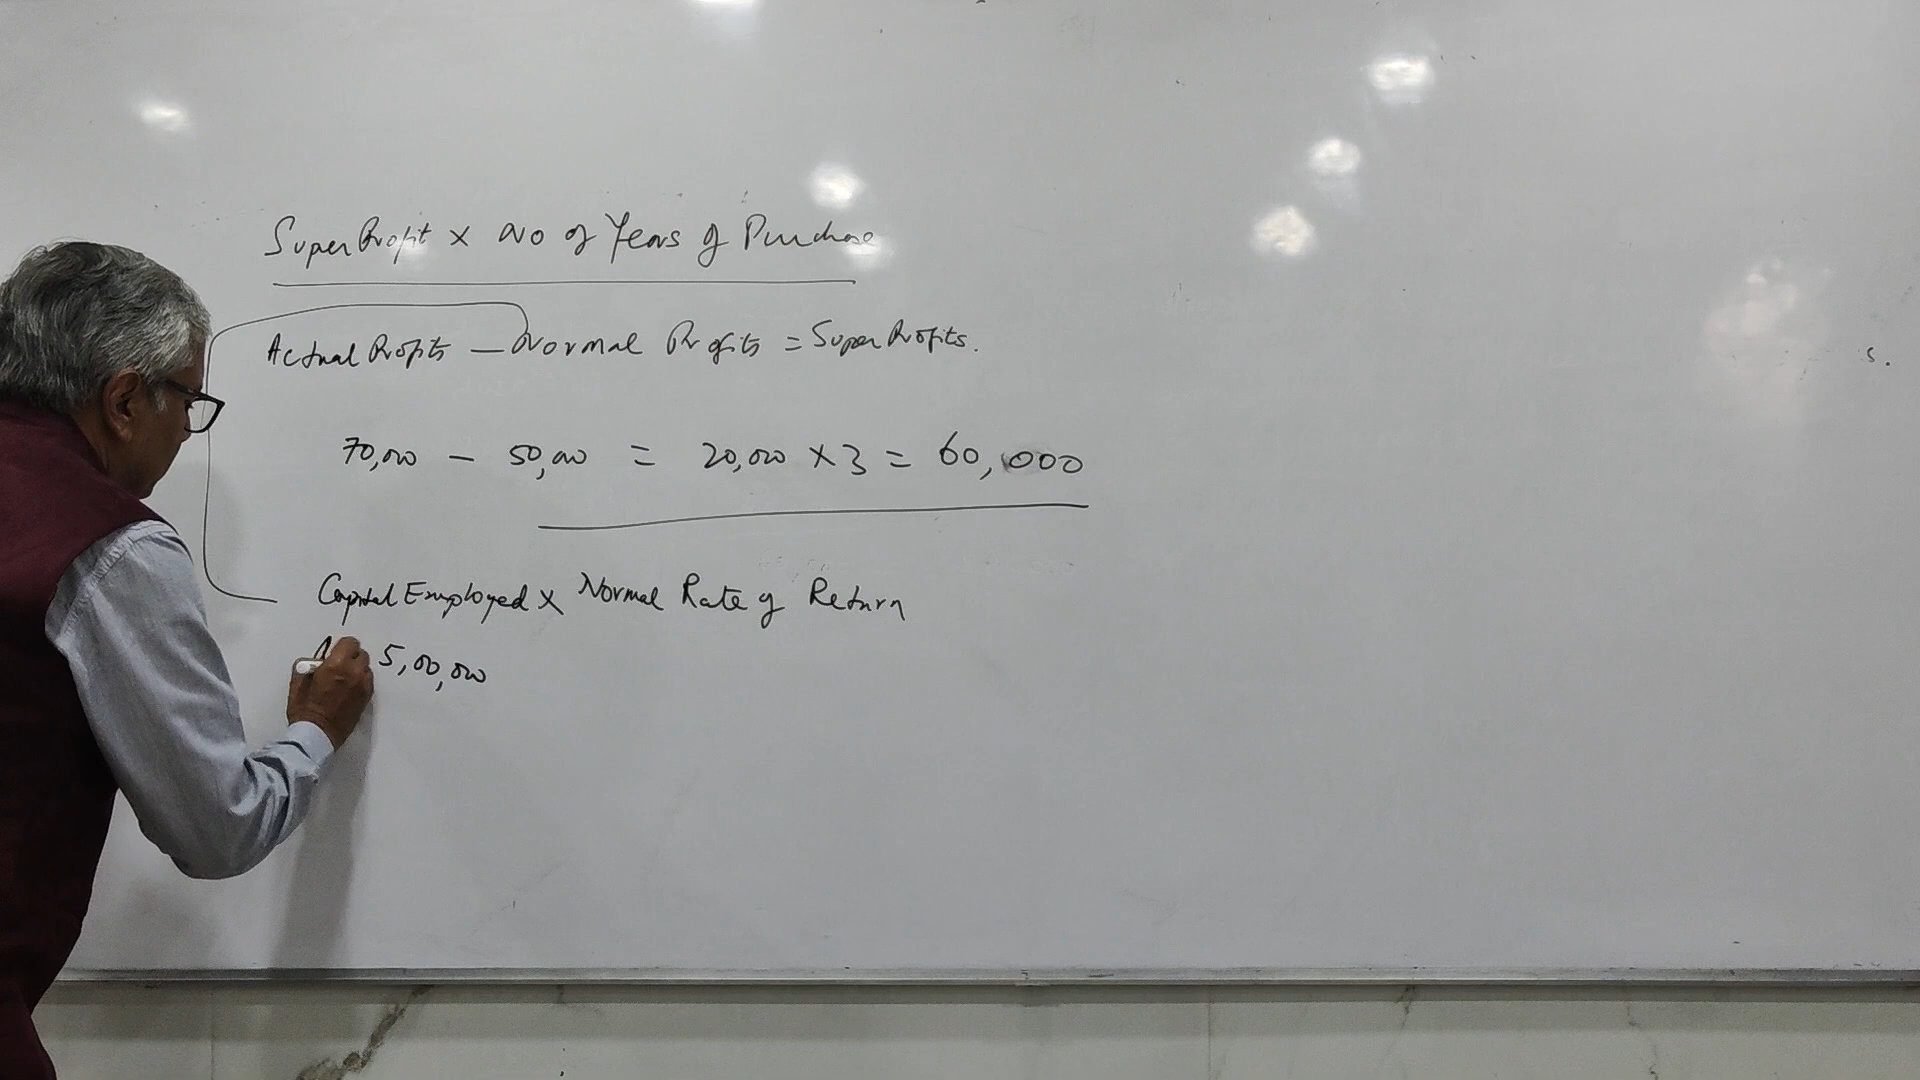 Super Profit × No of Years of Purchase
Actual Profits — Normal Profits = Super Profits.
70,000 — 50,000 = 20,000 × 3 = 60,000
Capital Employed × Normal Rate of Return
5,00,000
s.